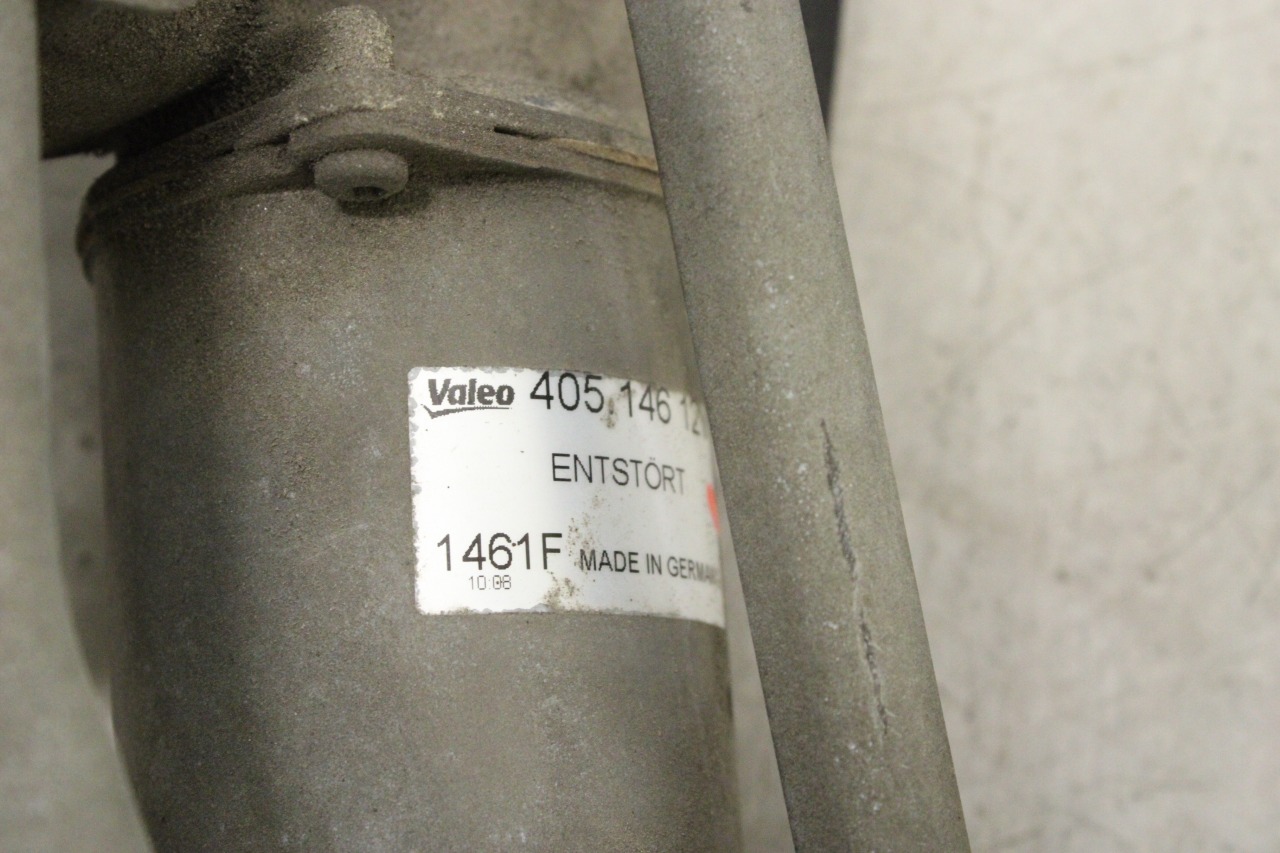 Valeo 405.146 12
ENTSTÖRT
1461F MADE IN GERMAN
10:08